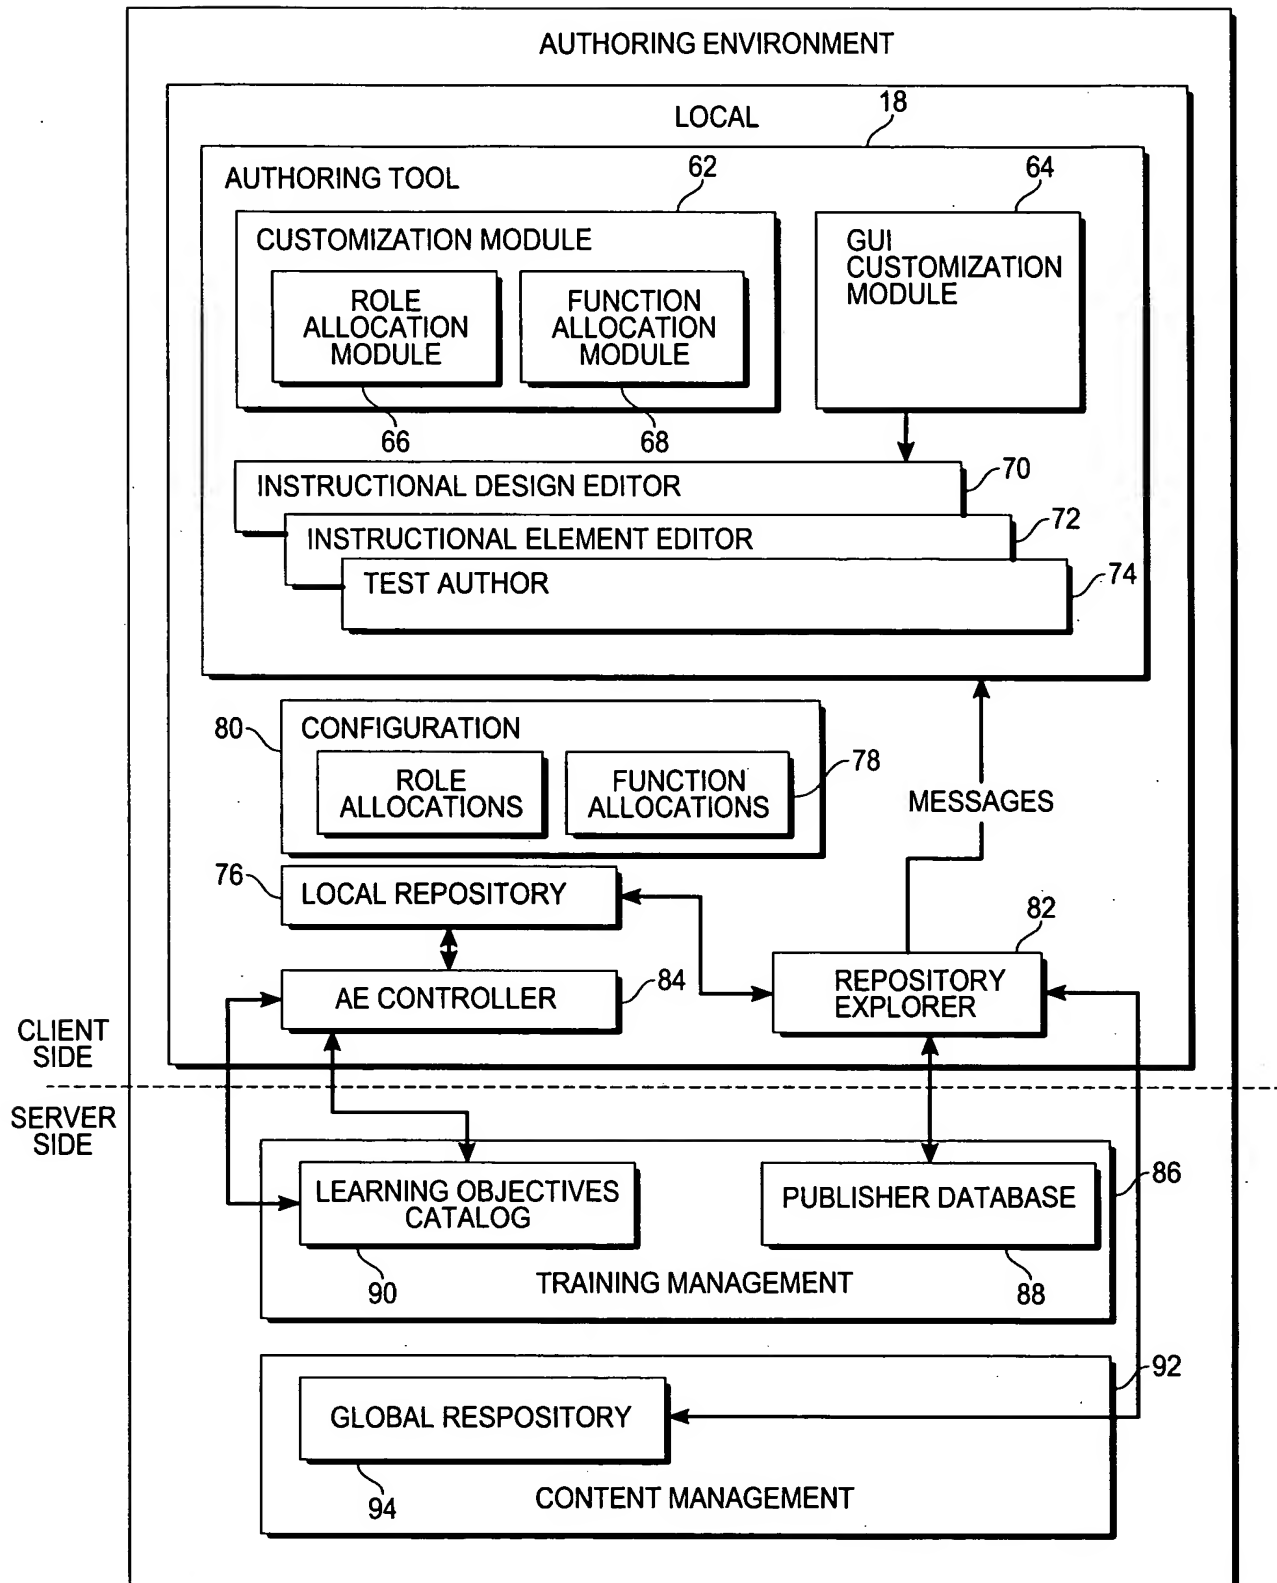 AUTHORING ENVIRONMENT
LOCAL
18
AUTHORING TOOL
62
64
CUSTOMIZATION MODULE
GUI
CUSTOMIZATION
MODULE
ROLE
ALLOCATION
MODULE
FUNCTION
ALLOCATION
MODULE
66
68
INSTRUCTIONAL DESIGN EDITOR
70
INSTRUCTIONAL ELEMENT EDITOR
72
TEST AUTHOR
74
80
CONFIGURATION
ROLE
ALLOCATIONS
FUNCTION
ALLOCATIONS
78
MESSAGES
76
LOCAL REPOSITORY
82
AE CONTROLLER
84
REPOSITORY
EXPLORER
CLIENT
SIDE
SERVER
SIDE
LEARNING OBJECTIVES
CATALOG
PUBLISHER DATABASE
86
90
TRAINING MANAGEMENT
88
92
GLOBAL RESPOSITORY
94
CONTENT MANAGEMENT